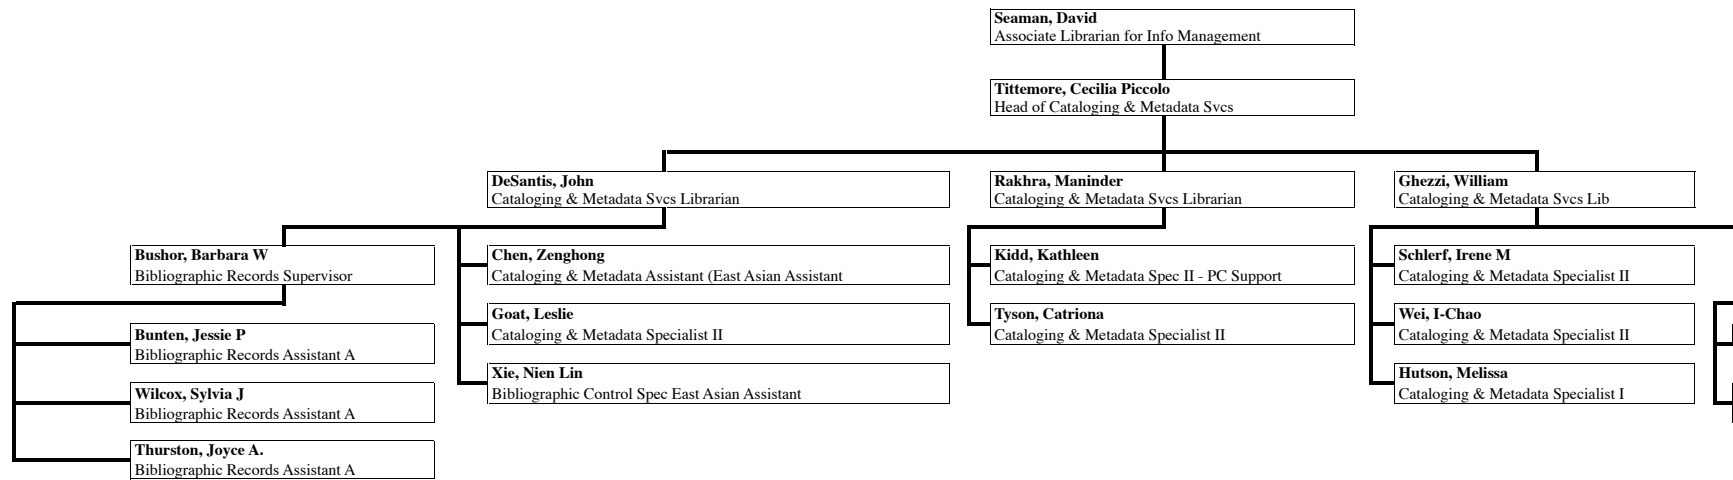 Seaman, David
Associate Librarian for Info Management
Tittemore, Cecilia Piccolo
Head of Cataloging & Metadata Svcs
DeSantis, John
Cataloging & Metadata Svcs Librarian
Rakhra, Maninder
Cataloging & Metadata Svcs Librarian
Ghezzi, William
Cataloging & Metadata Svcs Lib
Bushor, Barbara W
Bibliographic Records Supervisor
Chen, Zenghong
Cataloging & Metadata Assistant (East Asian Assistant
Kidd, Kathleen
Cataloging & Metadata Spec II - PC Support
Schlerf, Irene M
Cataloging & Metadata Specialist II
Goat, Leslie
Cataloging & Metadata Specialist II
Tyson, Catriona
Cataloging & Metadata Specialist II
Wei, I-Chao
Cataloging & Metadata Specialist II
Bunten, Jessie P
Bibliographic Records Assistant A
Xie, Nien Lin
Bibliographic Control Spec East Asian Assistant
Hutson, Melissa
Cataloging & Metadata Specialist I
Wilcox, Sylvia J
Bibliographic Records Assistant A
Thurston, Joyce A.
Bibliographic Records Assistant A